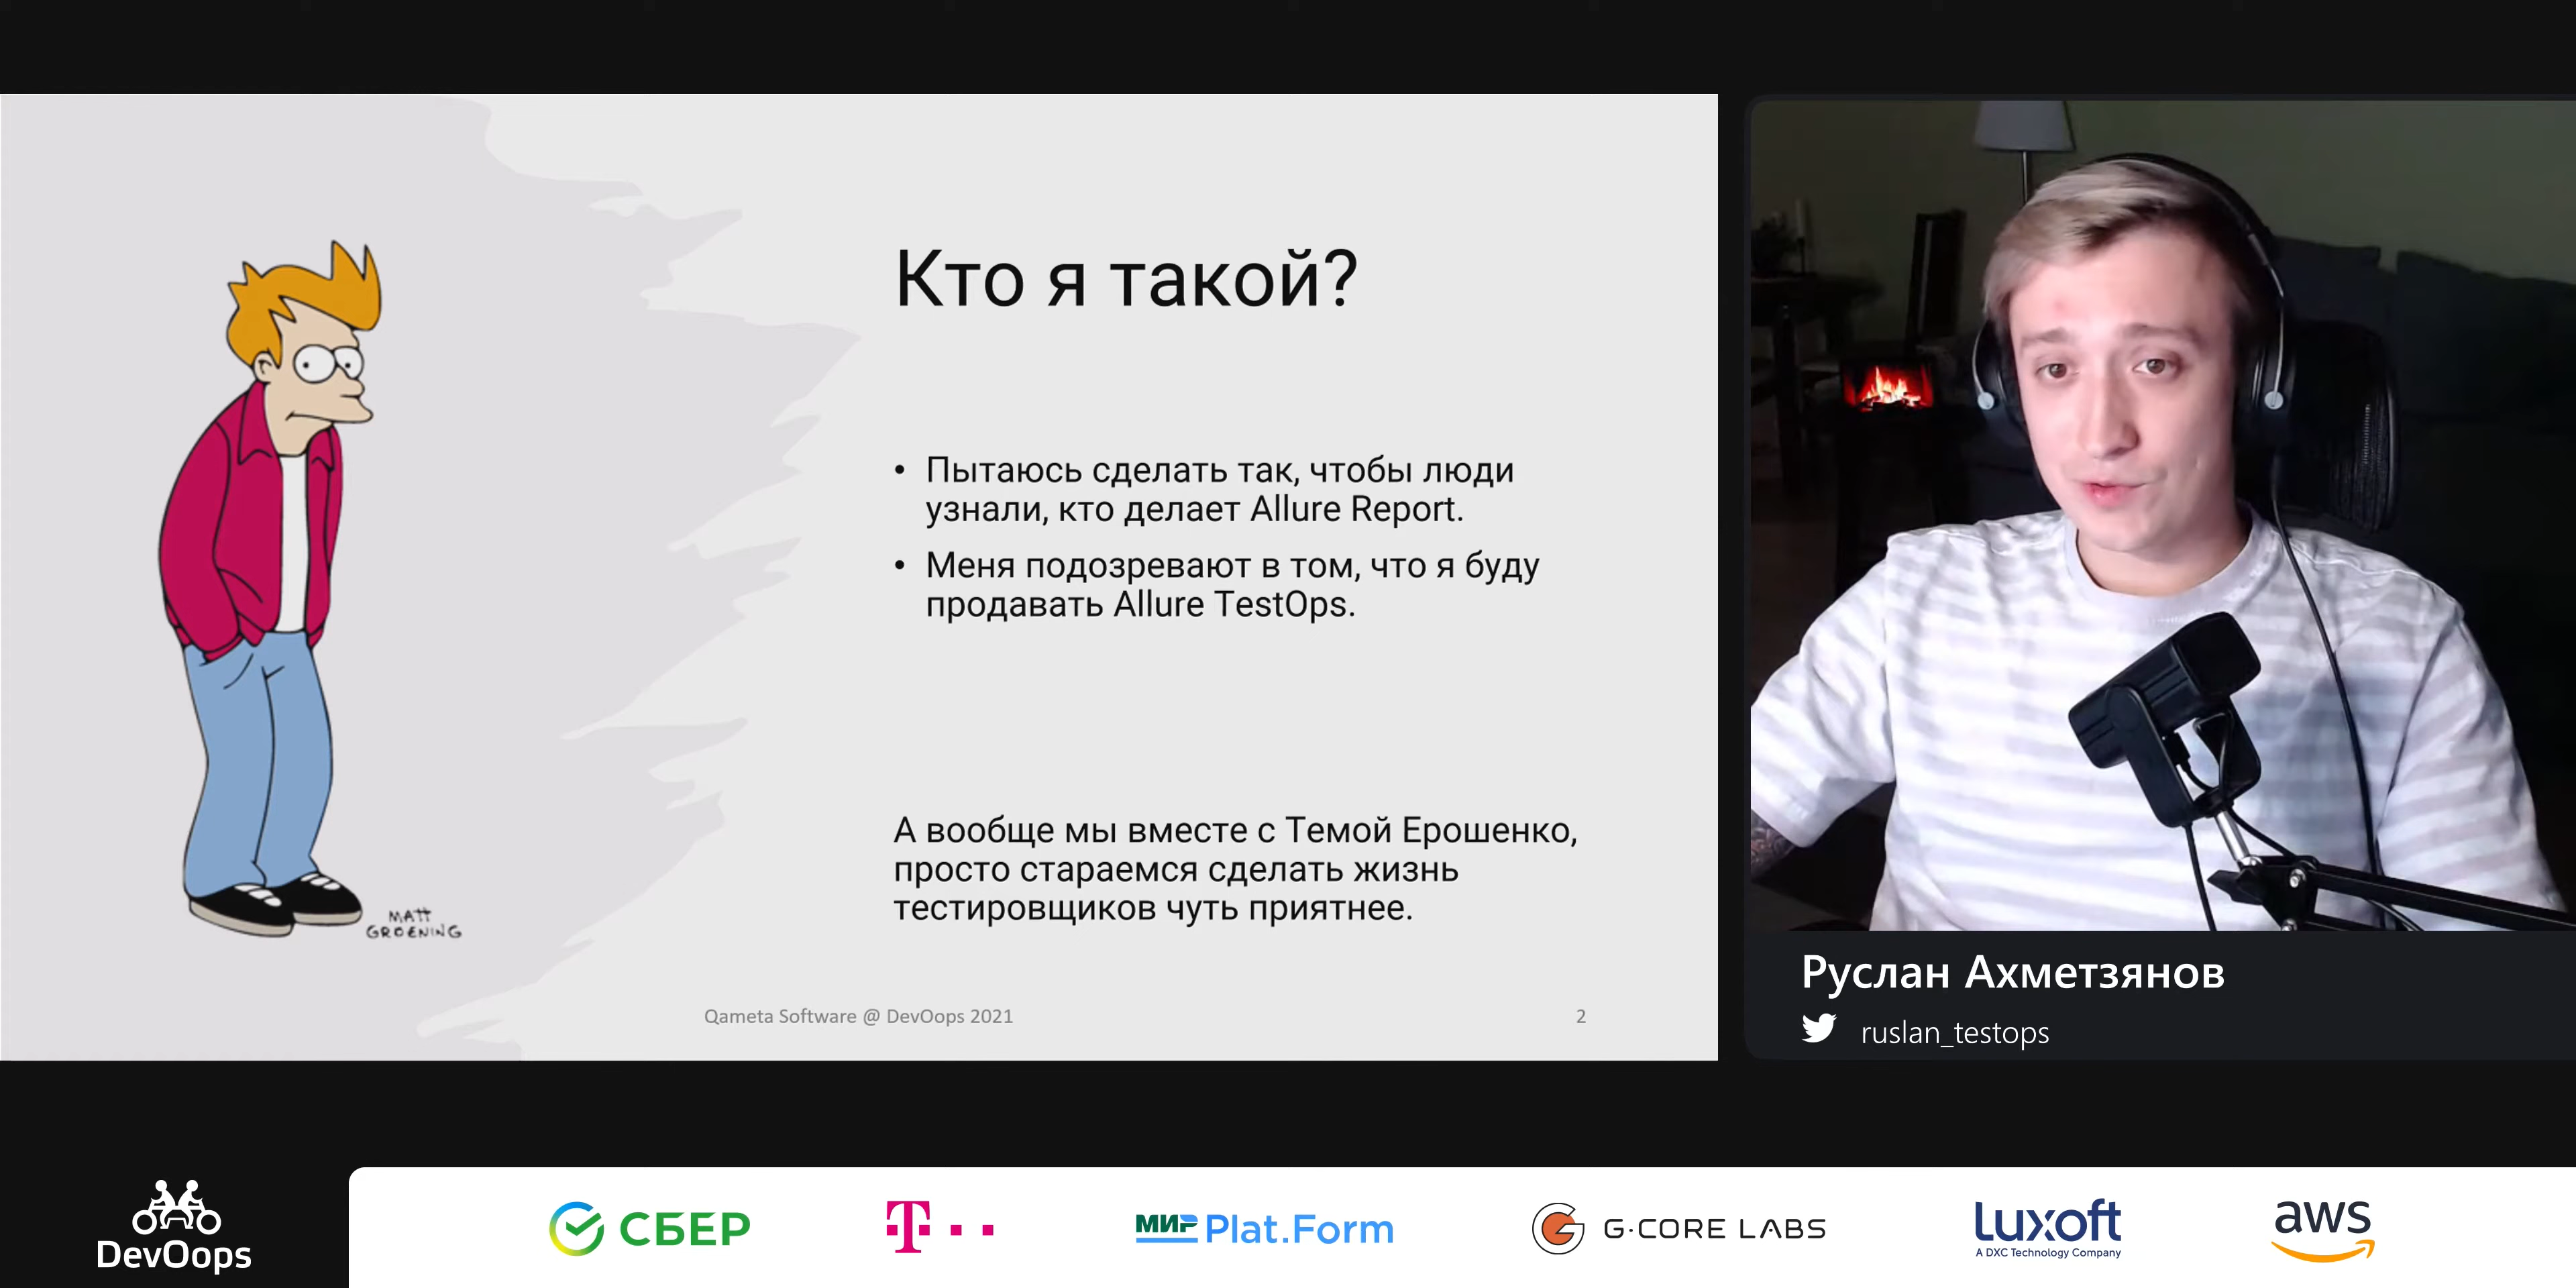 Кто я такой?
• Пытаюсь сделать так, чтобы люди
узнали, кто делает Allure Report.
• Меня подозревают в том, что я буду
продавать Allure TestOps.
А вообще мы вместе с Темой Ерошенко,
просто стараемся сделать жизнь
тестировщиков чуть приятнее.
MATT
GROENING
Qameta Software @ DevOops 2021
2
Руслан Ахметзянов
ruslan_testops
DevOops
СБЕР
T
МИР Plat.Form
G·CORE LABS
Luxoft
A DXC Technology Company
aws